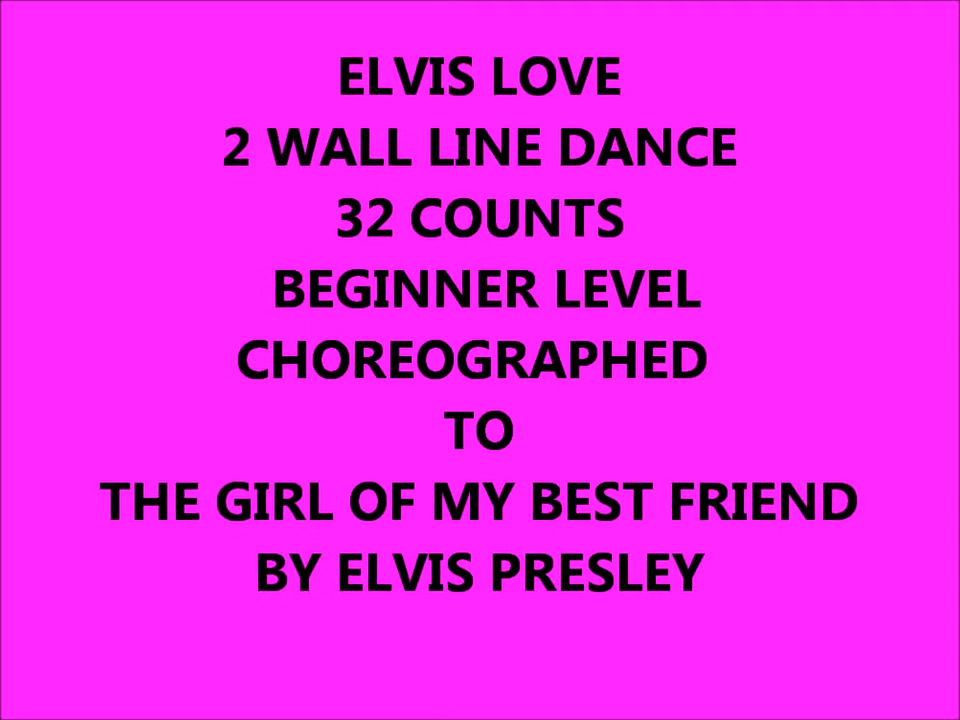 ELVIS LOVE
2 WALL LINE DANCE
32 COUNTS
BEGINNER LEVEL
CHOREOGRAPHED
TO
THE GIRL OF MY BEST FRIEND
BY ELVIS PRESLEY